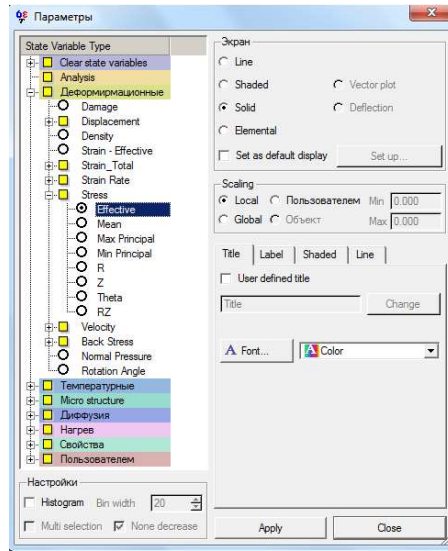 Параметры
State Variable Type
Clear state variables
Analysis
Деформирмационные
Damage
Displacement
Density
Strain - Effective
Strain_Total
Strain Rate
Stress
Effective
Mean
Max Principal
Min Principal
R
Z
Theta
RZ
Velocity
Back Stress
Normal Pressure
Rotation Angle
Температурные
Micro structure
Диффузия
Нагрев
Свойства
Пользователем
Настройки
Histogram Bin width 20
Multi selection None decrease
Экран
Line
Shaded Vector plot
Solid Deflection
Elemental
Set as default display Set up...
Scaling
Local Пользователем Min 0.000
Global Объект Max 0.000
Title Label Shaded Line
User defined title
Title Change
A Font... A Color
Apply Close